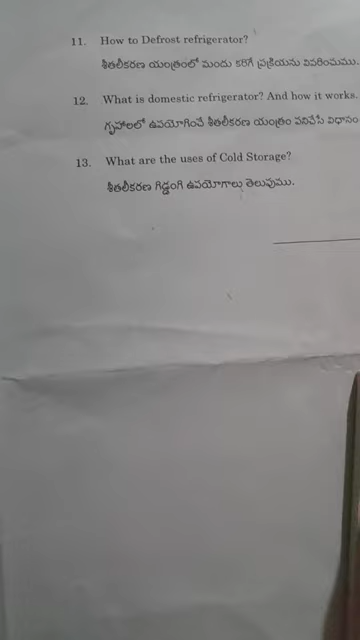 11. How to Defrost refrigerator?
శీతలీకరణ యంత్రంలో మందు కరిగే ప్రక్రియను వివరించుము.
12. What is domestic refrigerator? And how it works.
గృహాలలో ఉపయోగించే శీతలీకరణ యంత్రం పనిచేసే విధానం
13. What are the uses of Cold Storage?
శీతలీకరణ గిడ్డంగి ఉపయోగాలు తెలుపుము.